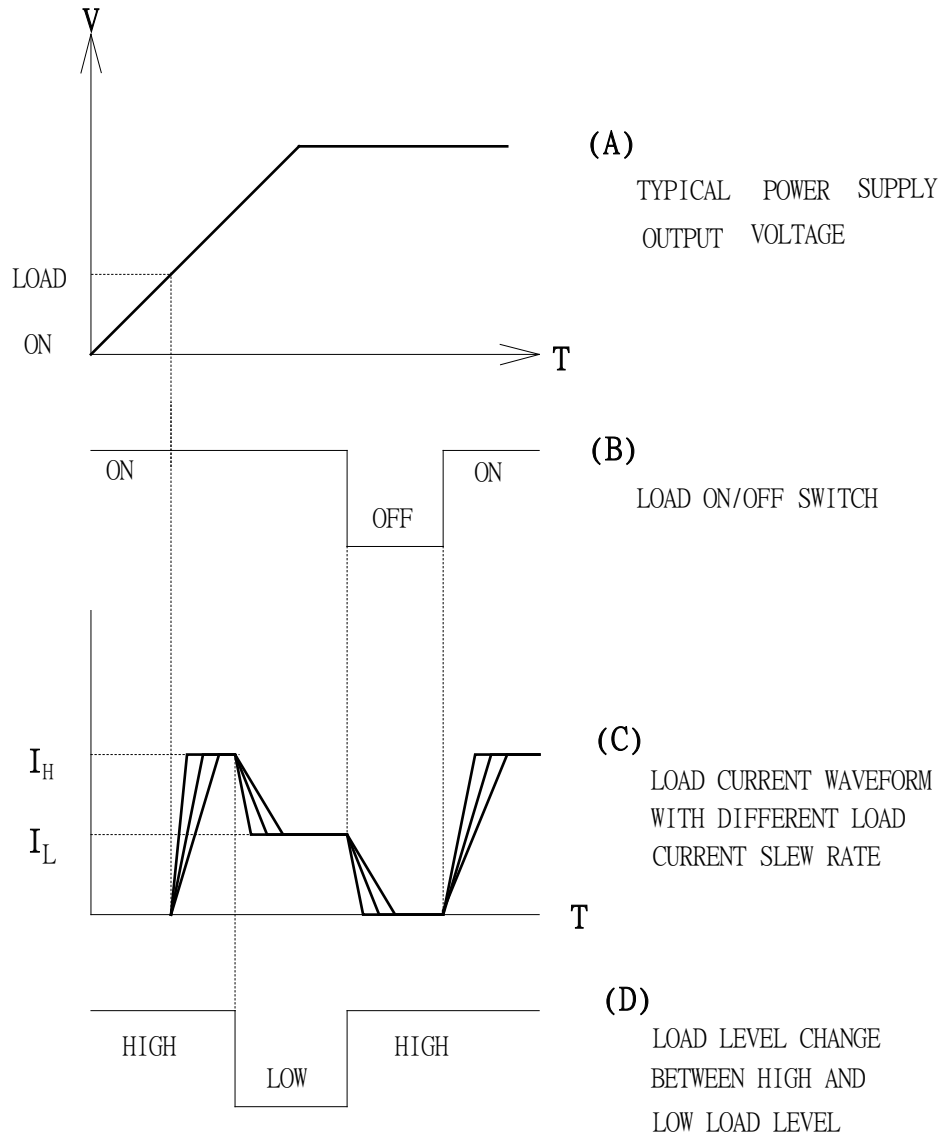 V
(A)
TYPICAL POWER SUPPLY
OUTPUT VOLTAGE
LOAD
ON
T
(B)
ON
ON
LOAD ON/OFF SWITCH
OFF
(C)
I_H
LOAD CURRENT WAVEFORM
WITH DIFFERENT LOAD
I_L
CURRENT SLEW RATE
T
(D)
HIGH
HIGH
LOAD LEVEL CHANGE
LOW
BETWEEN HIGH AND
LOW LOAD LEVEL